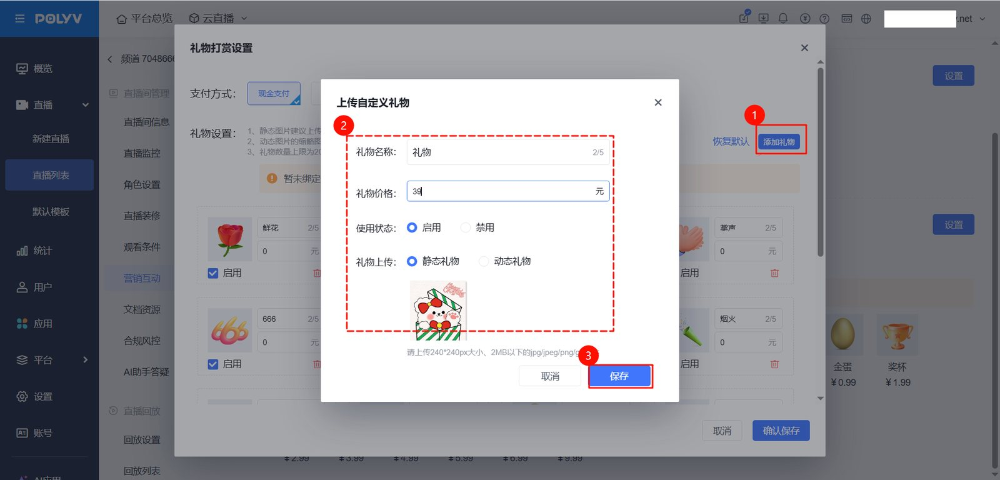 POLYV
平台总览
云直播
.net
概览
直播
新建直播
直播列表
默认模板
统计
用户
应用
平台
设置
账号
频道 7048666
直播间管理
直播间信息
直播监控
角色设置
直播装修
观看条件
营销互动
文档资源
合规风控
AI助手答疑
直播回放
回放设置
回放列表
礼物打赏设置
支付方式：
现金支付
礼物设置：
1、静态图片建议上传
2、动态图片的缩略图
3、礼物数量上限为20
恢复默认
1
添加礼物
暂未绑定
鲜花 2/5
0 元
启用
666 2/5
0 元
启用
掌声 2/5
0 元
启用
烟火 2/5
0 元
启用
上传自定义礼物
2
礼物名称：
礼物 2/5
礼物价格：
39 元
使用状态：
启用
禁用
礼物上传：
静态礼物
动态礼物
请上传240*240px大小、2MB以下的jpg/jpeg/png/g
3
取消
保存
取消
确认保存
设置
设置
金蛋
¥0.99
奖杯
¥1.99
¥2.99
¥3.99
¥4.99
¥5.99
¥6.99
¥9.99